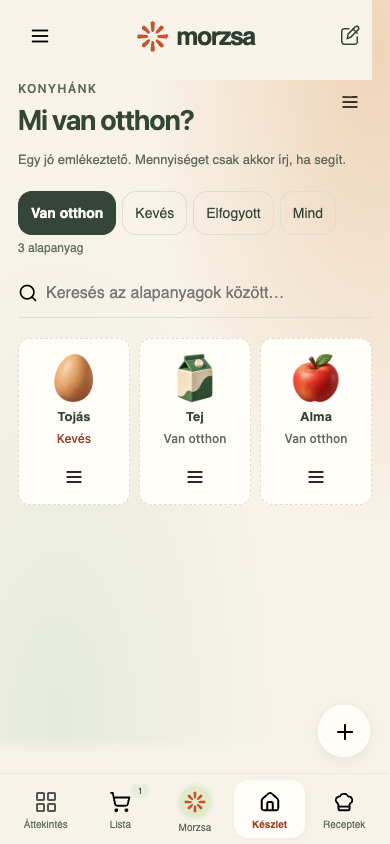 morzsa
KONYHÁNK
Mi van otthon?
Egy jó emlékeztető. Mennyiséget csak akkor írj, ha segít.
Van otthon Kevés Elfogyott Mind
3 alapanyag
Keresés az alapanyagok között…
Tojás Tej Alma
Kevés Van otthon Van otthon
1
Áttekintés Lista Morzsa Készlet Receptek